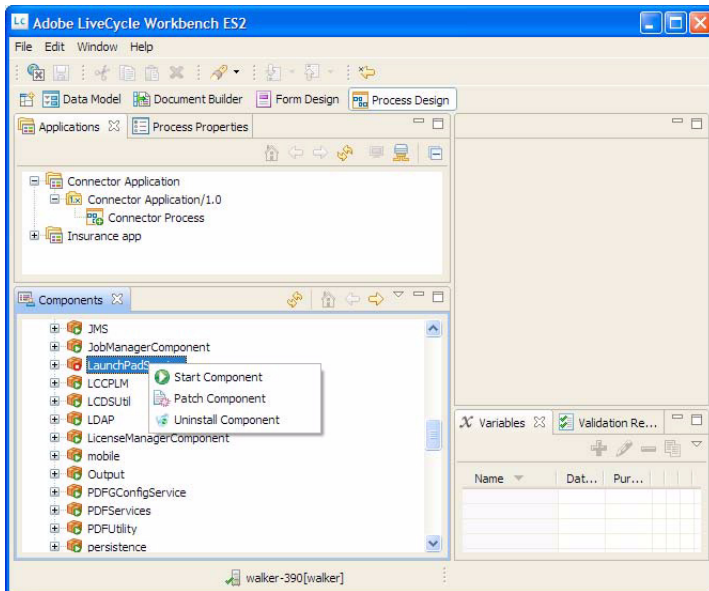 LC Adobe LiveCycle Workbench ES2
File Edit Window Help
Data Model Document Builder Form Design Process Design
Applications Process Properties
Connector Application
Connector Application/1.0
Connector Process
Insurance app
Components
JMS
JobManagerComponent
Start Component
LCCPLM
Patch Component
LCDSUtil
LDAP
Uninstall Component
LicenseManagerComponent
mobile
Output
PDFGConfigService
PDFServices
PDFUtility
persistence
Variables Validation Re...
Name Dat... Pur...
walker-390[walker]